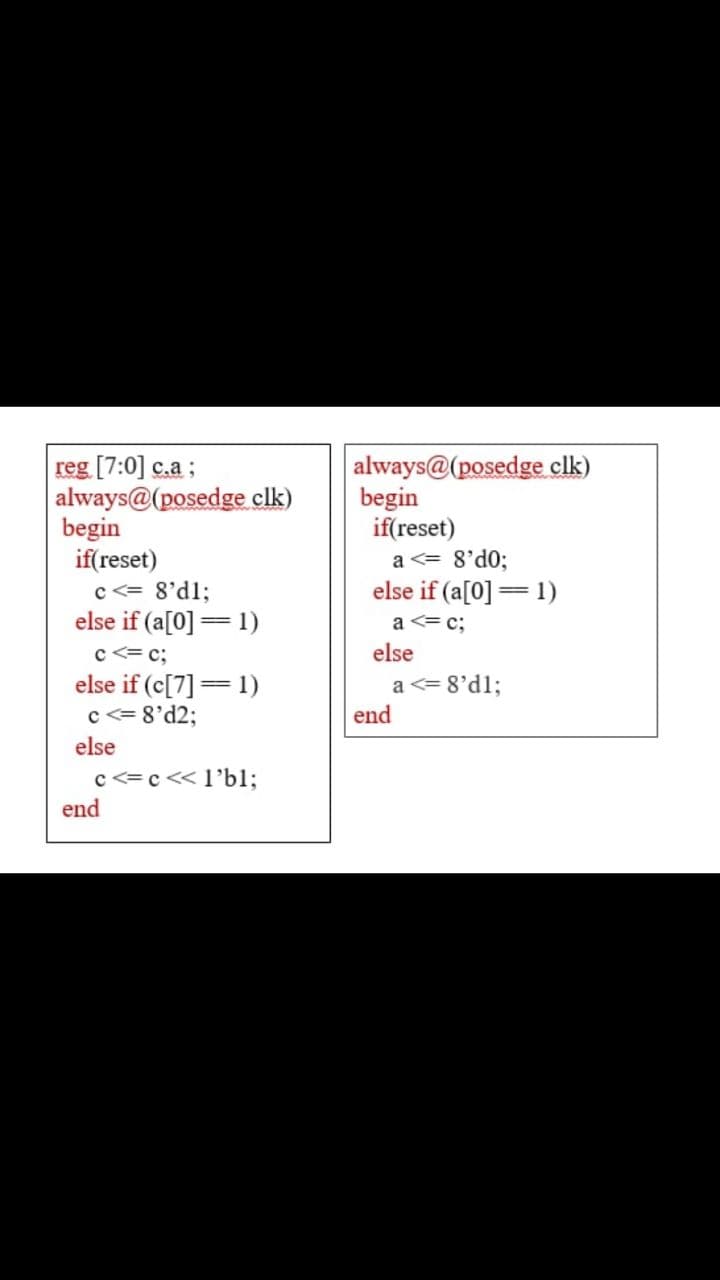 reg [7:0] c,a ;
always@(posedge clk)
begin
if(reset)
c <= 8’d1;
else if (a[0] == 1)
c <= c;
else if (c[7] == 1)
c <= 8’d2;
else
c <= c << 1’b1;
end
always@(posedge clk)
begin
if(reset)
a <= 8’d0;
else if (a[0] == 1)
a <= c;
else
a <= 8’d1;
end